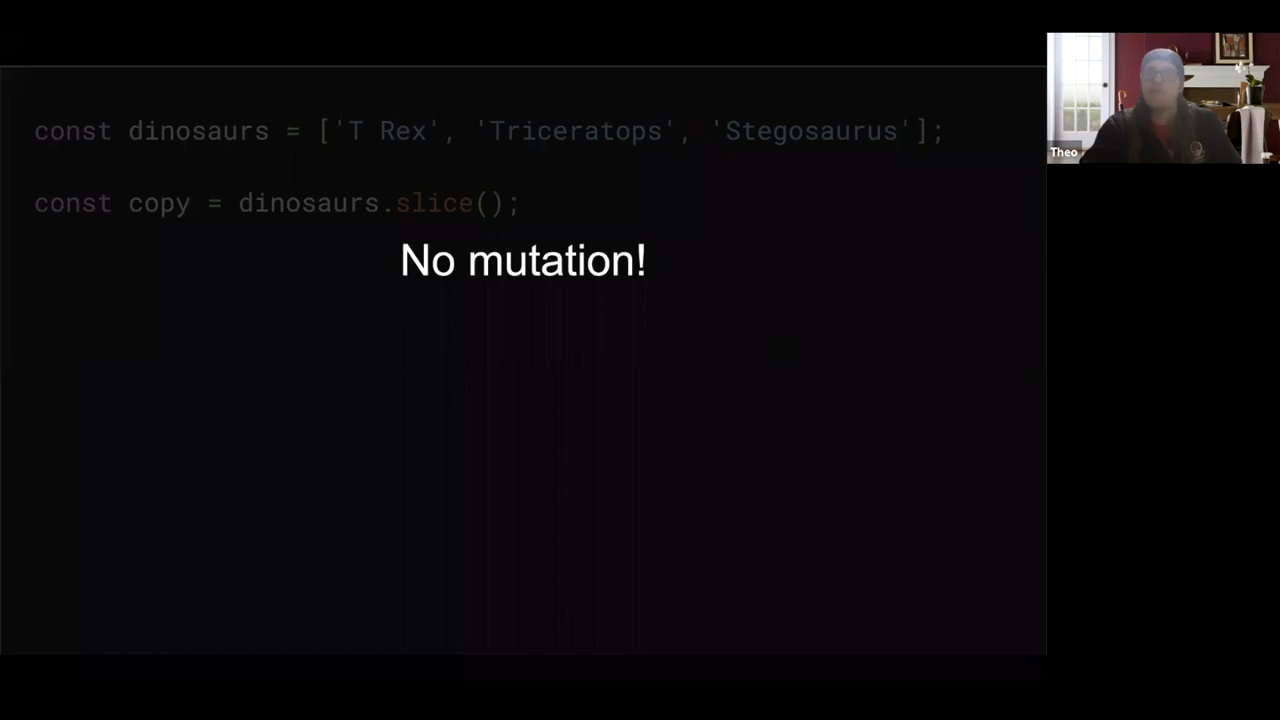 const dinosaurs = ['T Rex', 'Triceratops', 'Stegosaurus'];
const copy = dinosaurs.slice();
No mutation!
Theo